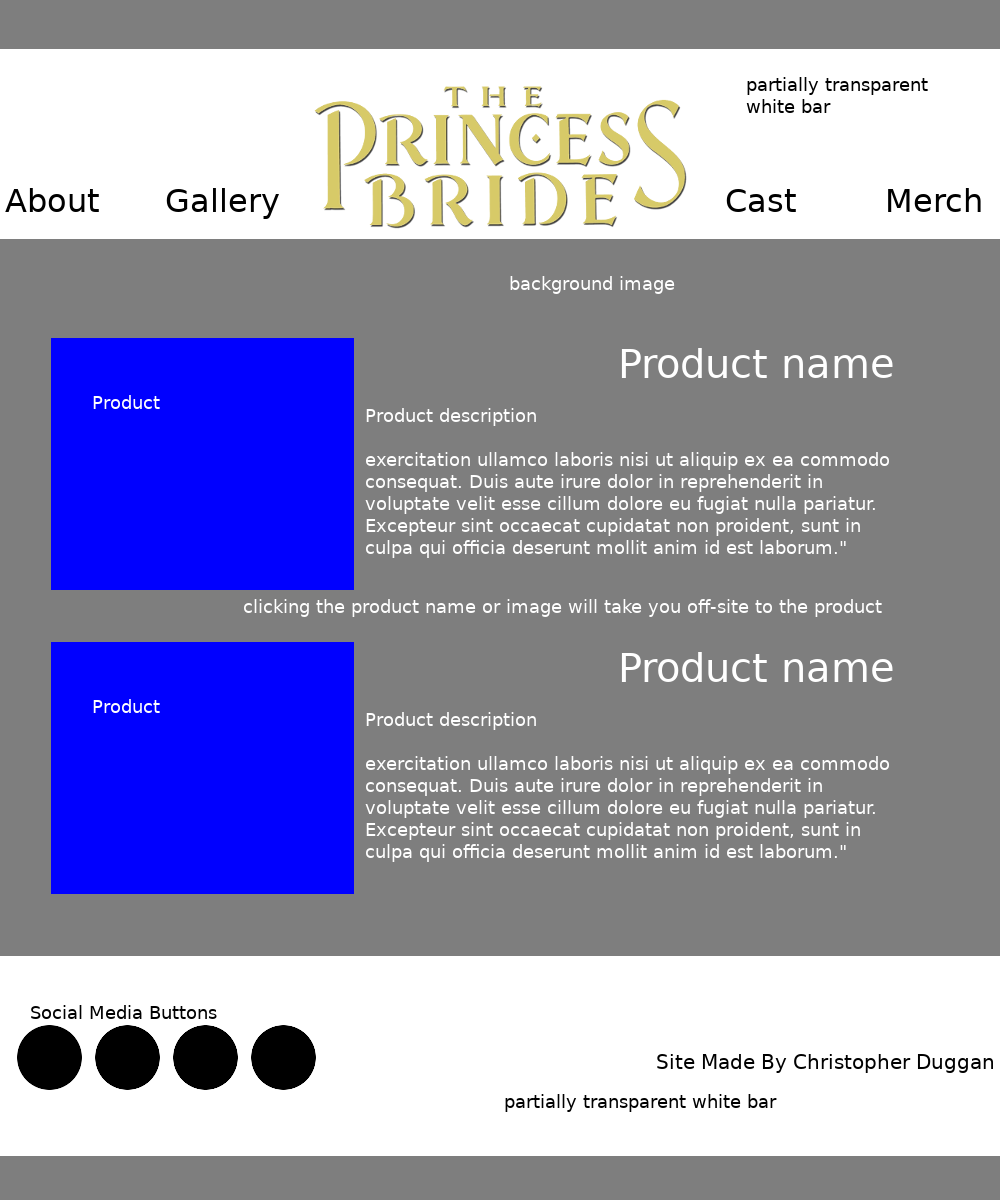 partially transparent
white bar
THE
PRINCESS
BRIDE
About Gallery Cast Merch
background image
Product
Product name
Product description
exercitation ullamco laboris nisi ut aliquip ex ea commodo
consequat. Duis aute irure dolor in reprehenderit in
voluptate velit esse cillum dolore eu fugiat nulla pariatur.
Excepteur sint occaecat cupidatat non proident, sunt in
culpa qui officia deserunt mollit anim id est laborum."
clicking the product name or image will take you off-site to the product
Product
Product name
Product description
exercitation ullamco laboris nisi ut aliquip ex ea commodo
consequat. Duis aute irure dolor in reprehenderit in
voluptate velit esse cillum dolore eu fugiat nulla pariatur.
Excepteur sint occaecat cupidatat non proident, sunt in
culpa qui officia deserunt mollit anim id est laborum."
Social Media Buttons
Site Made By Christopher Duggan
partially transparent white bar